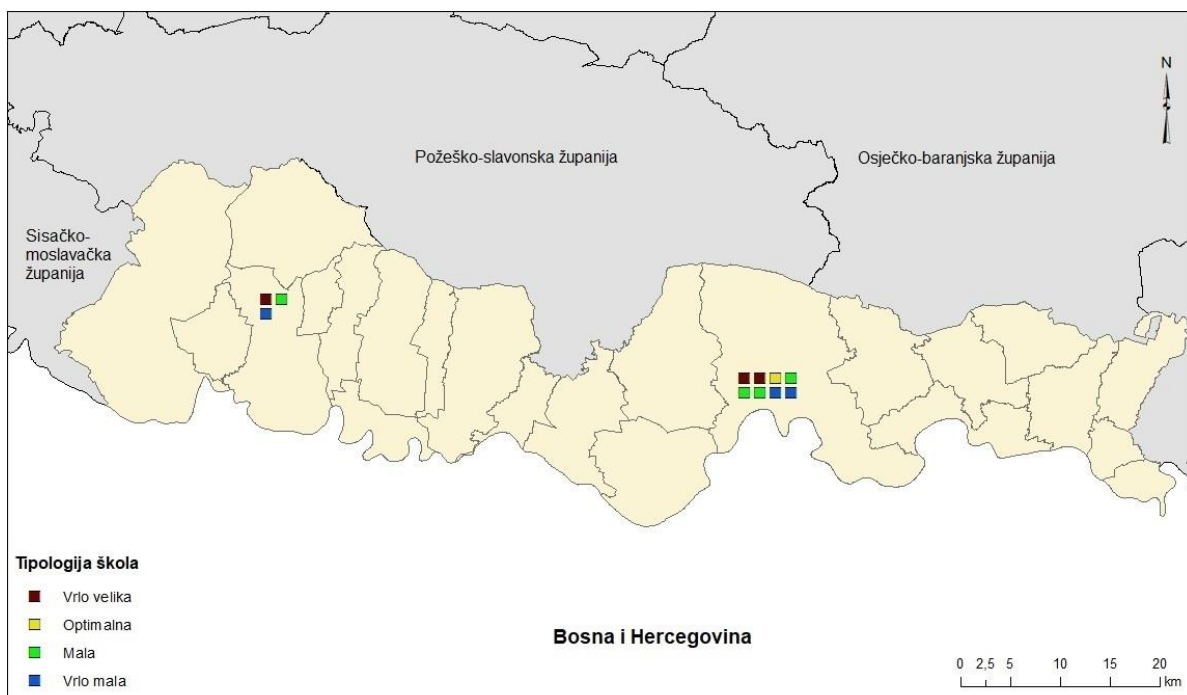 N
Požeško-slavonska županija
Osječko-baranjska županija
Sisačko-
moslavačka
županija
Tipologija škola
Vrlo velika
Optimalna
Mala
Vrlo mala
Bosna i Hercegovina
0 2,5 5 10 15 20
km